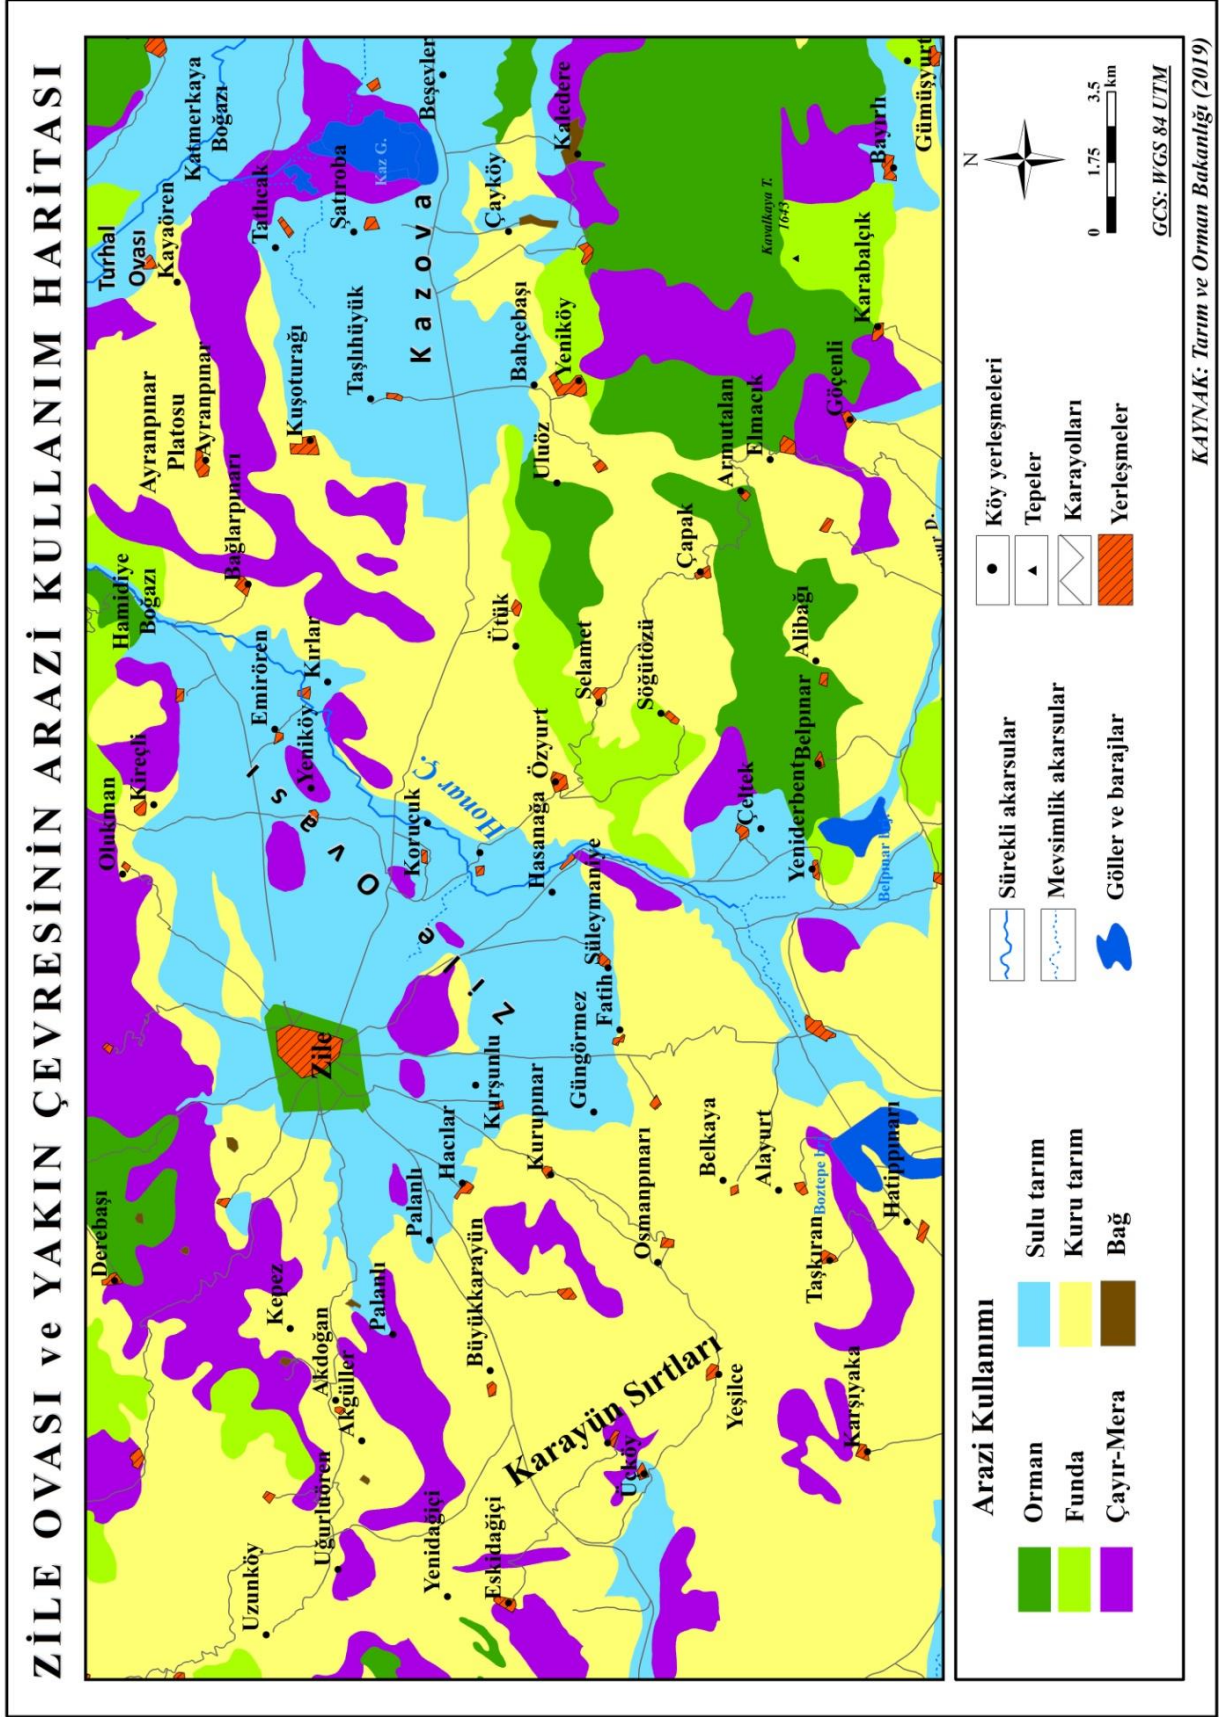 ZİLE OVASI ve YAKIN ÇEVRESİNİN ARAZİ KULLANIM HARİTASI
Derebaşı
Olukman
Kireçli
Hamidiye
Boğazı
Ayranpınar
Platosu
Ayranpınar
Turhal
Ovası
Kayaören
Katmerkaya
Boğazı
Uzunköy
Kepez
Zile
Emirören
Bağlarpınarı
Kuşoturağı
Tatlıcak
Uğurluören
Akdoğan
Akgüller
Palanlı
Yeniköy
Kırlar
Taşlıhüyük
Şatıroba
Kaz G.
Yenidağiçi
Palanlı
Hacılar
Zile Ovası
Korucuk
Honar Ç.
Kazova
Beşevler
Eskidağiçi
Büyükkarayün
Kurşunlu
Kurupınar
Güngörmez
Hasanağa
Özyurt
Ütük
Uluöz
Bahçebaşı
Yeniköy
Çayköy
Kaledere
Karayün Sırtları
Üçköy
Yeşilce
Osmanpınarı
Fatih
Süleymaniye
Selamet
Söğütözü
Çapak
Armutalan
Elmacık
Kavalkaya T.
1643
Belkaya
Alayurt
Çeltek
Yeniderbent
Belpınar
Alibağı
Göçenli
Karabalçık
Bayırlı
Gümüşyurt
Karşıyaka
Taşkıran
Boztepe b.
Hatippınarı
Arazi Kullanımı
Orman
Funda
Çayır-Mera
Sulu tarım
Kuru tarım
Bağ
Sürekli akarsular
Mevsimlik akarsular
Göller ve barajlar
Köy yerleşmeleri
Tepeler
Karayolları
Yerleşmeler
N
0 1.75 3.5
km
GCS: WGS 84 UTM
KAYNAK: Tarım ve Orman Bakanlığı (2019)